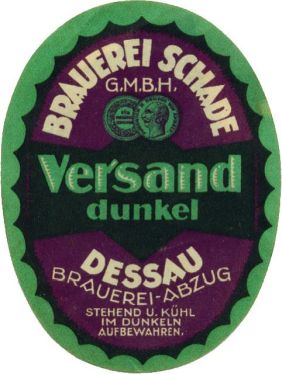 BRAUEREI SCHADE
G.M.B.H.
Versand
dunkel
DESSAU
BRAUEREI-ABZUG
STEHEND U. KÜHL
IM DUNKELN
AUFBEWAHREN.